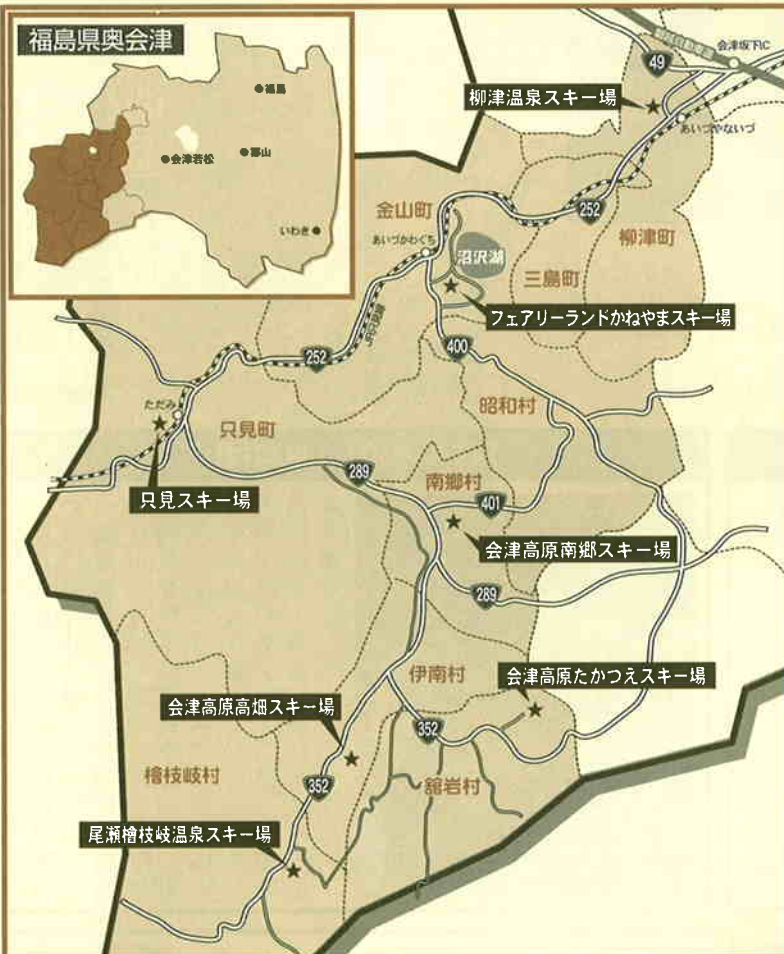 福島県奥会津
福島
会津若松
郡山
いわき
49
会津坂下IC
柳津温泉スキー場
あいづやないづ
252
金山町
柳津町
あいづかわぐち
沼沢湖
三島町
フェアリーランドかねやまスキー場
400
252
昭和村
ただみ
只見町
289
南郷村
401
只見スキー場
会津高原南郷スキー場
289
伊南村
会津高原たかつえスキー場
会津高原高畑スキー場
352
檜枝岐村
352
舘岩村
尾瀬檜枝岐温泉スキー場